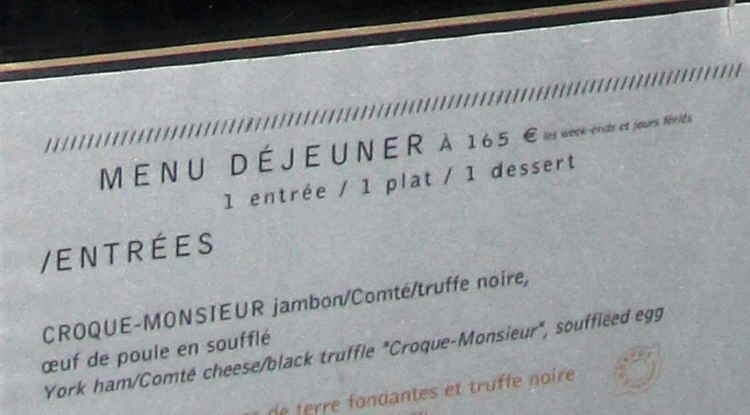 MENU DÉJEUNER À 165 € les week-ends et jours fériés
1 entrée / 1 plat / 1 dessert
/ENTRÉES
CROQUE-MONSIEUR jambon/Comté/truffe noire,
œuf de poule en soufflé
York ham/Comté cheese/black truffle "Croque-Monsieur", souffleed egg
de terre fondantes et truffe noire